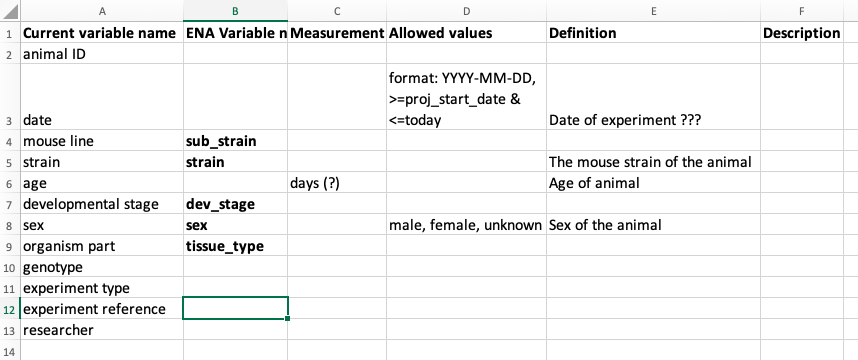 A B C D E F
1 Current variable name ENA Variable n Measurement Allowed values Definition Description
2 animal ID
format: YYYY-MM-DD,
>=proj_start_date &
3 date <=today Date of experiment ???
4 mouse line sub_strain
5 strain strain The mouse strain of the animal
6 age days (?) Age of animal
7 developmental stage dev_stage
8 sex sex male, female, unknown Sex of the animal
9 organism part tissue_type
10 genotype
11 experiment type
12 experiment reference
13 researcher
14